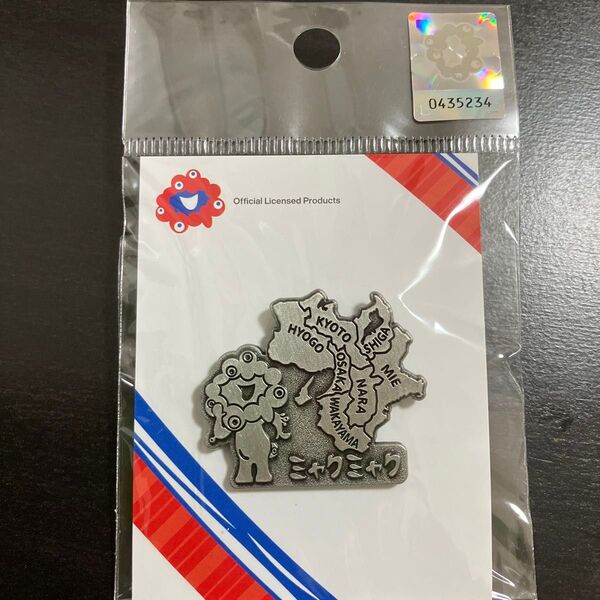 0435234
Official Licensed Products
KYOTO
HYOGO
SHIGA
OSAKA
MIE
NARA
WAKAYAMA
ミャクミャク